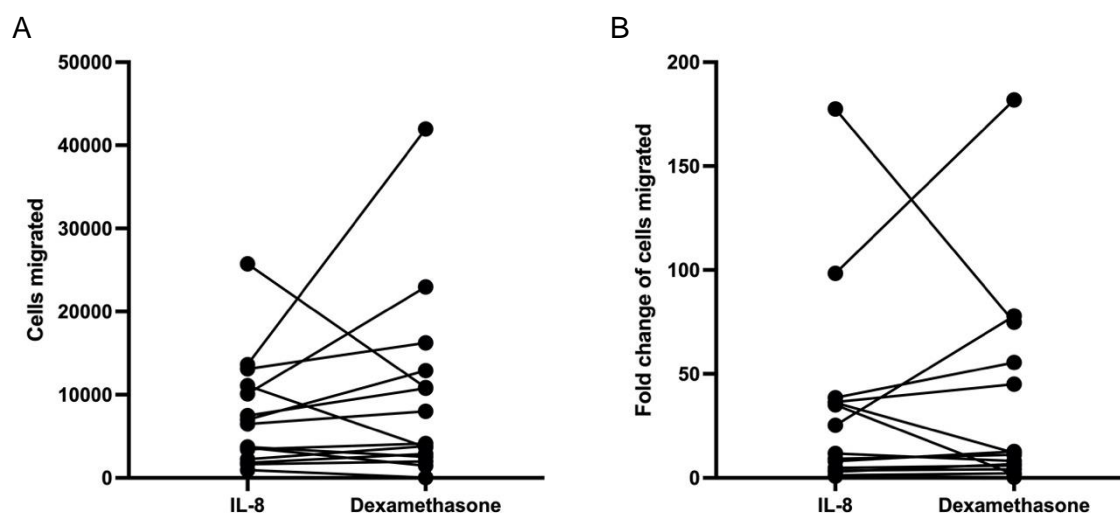 A
Cells migrated
50000
40000
30000
20000
10000
0
IL-8
Dexamethasone
B
Fold change of cells migrated
200
150
100
50
0
IL-8
Dexamethasone